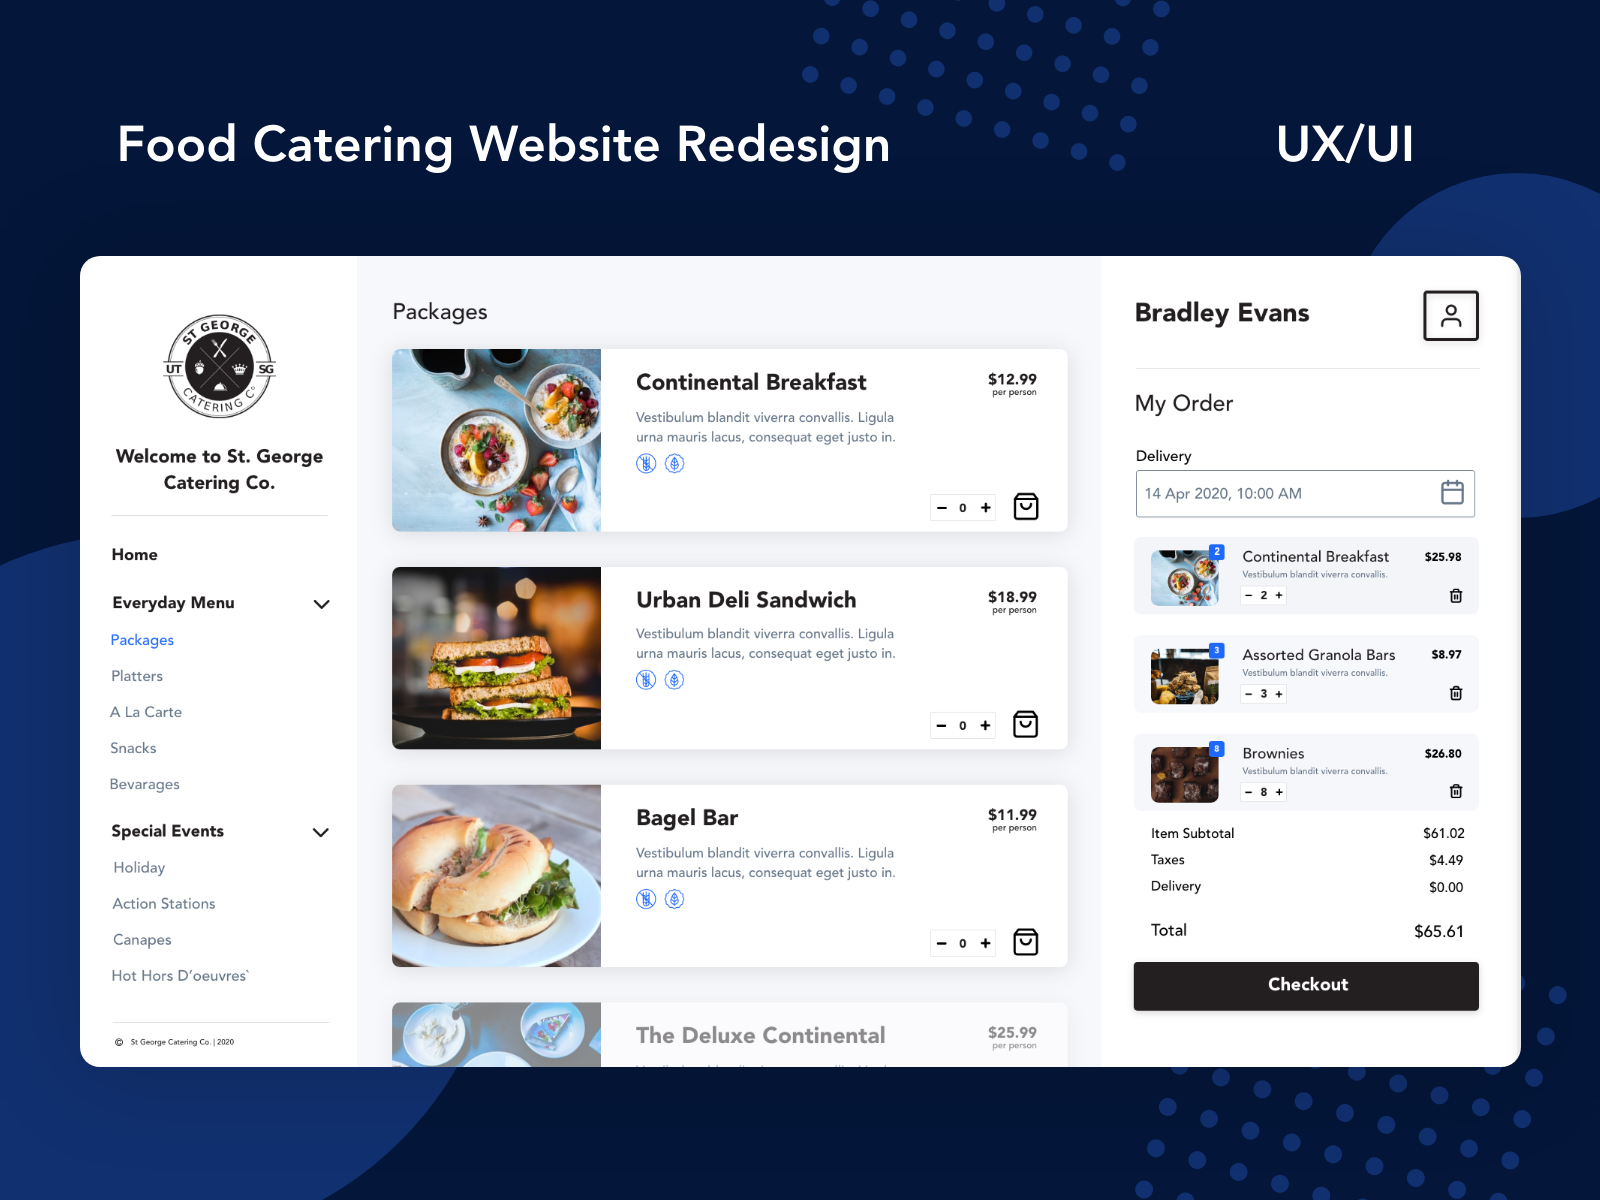 Food Catering Website Redesign
UX/UI
ST GEORGE
UT
SG
CATERING Co
Welcome to St. George
Catering Co.
Home
Everyday Menu
Packages
Platters
A La Carte
Snacks
Bevarages
Special Events
Holiday
Action Stations
Canapes
Hot Hors D’oeuvres`
© St George Catering Co. | 2020
Packages
Continental Breakfast
$12.99
per person
Vestibulum blandit viverra convallis. Ligula
urna mauris lacus, consequat eget justo in.
− 0 +
Urban Deli Sandwich
$18.99
per person
Vestibulum blandit viverra convallis. Ligula
urna mauris lacus, consequat eget justo in.
− 0 +
Bagel Bar
$11.99
per person
Vestibulum blandit viverra convallis. Ligula
urna mauris lacus, consequat eget justo in.
− 0 +
The Deluxe Continental
$25.99
per person
Bradley Evans
My Order
Delivery
14 Apr 2020, 10:00 AM
2
Continental Breakfast
$25.98
Vestibulum blandit viverra convallis.
− 2 +
3
Assorted Granola Bars
$8.97
Vestibulum blandit viverra convallis.
− 3 +
8
Brownies
$26.80
Vestibulum blandit viverra convallis.
− 8 +
Item Subtotal $61.02
Taxes $4.49
Delivery $0.00
Total $65.61
Checkout